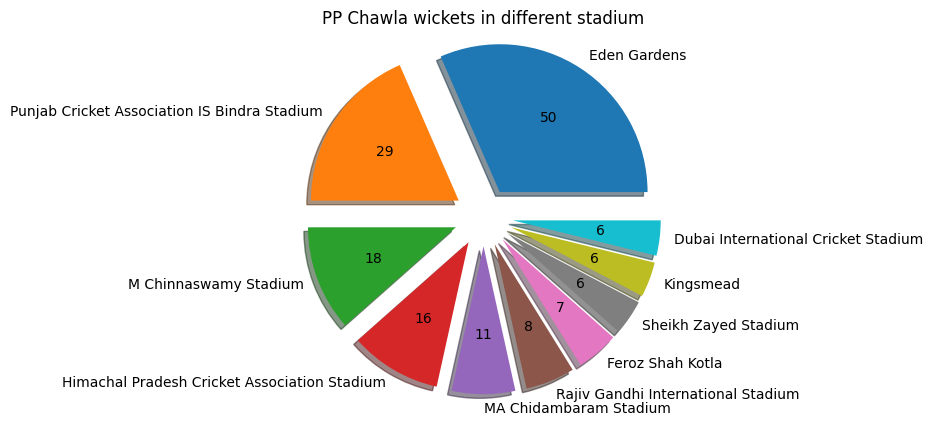 PP Chawla wickets in different stadium
Eden Gardens
50
Punjab Cricket Association IS Bindra Stadium
29
M Chinnaswamy Stadium
18
Himachal Pradesh Cricket Association Stadium
16
MA Chidambaram Stadium
11
Rajiv Gandhi International Stadium
8
Feroz Shah Kotla
7
Sheikh Zayed Stadium
6
Kingsmead
6
Dubai International Cricket Stadium
6